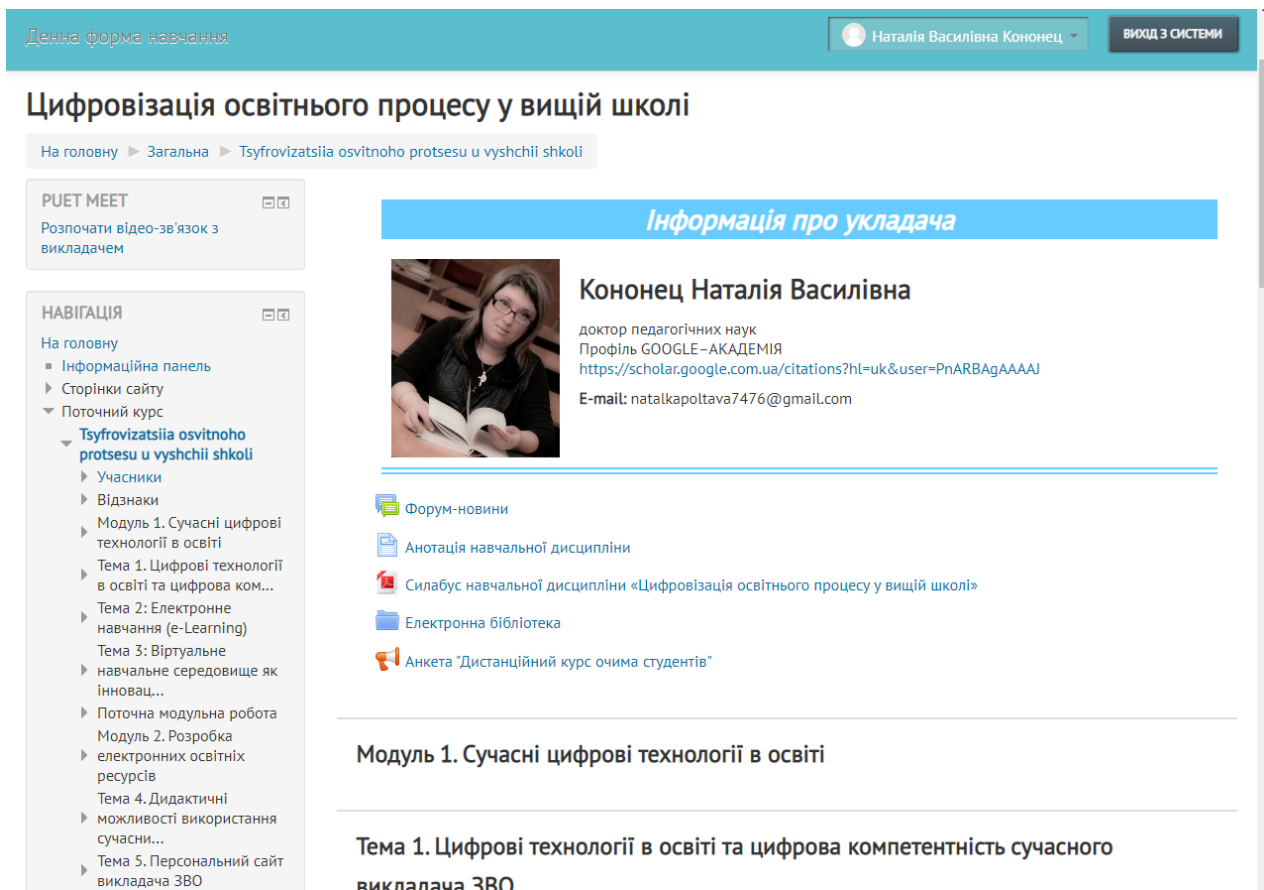 Денна форма навчання
Наталія Василівна Кононец
ВИХІД З СИСТЕМИ
Цифровізація освітнього процесу у вищій школі
На головну ▶ Загальна ▶ Tsyfrovizatsiia osvitnoho protsesu u vyshchii shkoli
PUET MEET
Розпочати відео-зв'язок з
викладачем
НАВІГАЦІЯ
На головну
Інформаційна панель
Сторінки сайту
Поточний курс
Tsyfrovizatsiia osvitnoho
protsesu u vyshchii shkoli
Учасники
Відзнаки
Модуль 1. Сучасні цифрові
технології в освіті
Тема 1. Цифрові технології
в освіті та цифрова ком...
Тема 2: Електронне
навчання (e-Learning)
Тема 3: Віртуальне
навчальне середовище як
інновац...
Поточна модульна робота
Модуль 2. Розробка
електронних освітніх
ресурсів
Тема 4. Дидактичні
можливості використання
сучасни...
Тема 5. Персональний сайт
викладача ЗВО
Інформація про укладача
Кононец Наталія Василівна
доктор педагогічних наук
Профіль GOOGLE–АКАДЕМІЯ
https://scholar.google.com.ua/citations?hl=uk&user=PnARBAgAAAAJ
E-mail: natalkapoltava7476@gmail.com
Форум-новини
Анотація навчальної дисципліни
Силабус навчальної дисципліни «Цифровізація освітнього процесу у вищій школі»
Електронна бібліотека
Анкета "Дистанційний курс очима студентів"
Модуль 1. Сучасні цифрові технології в освіті
Тема 1. Цифрові технології в освіті та цифрова компетентність сучасного
викладача ЗВО